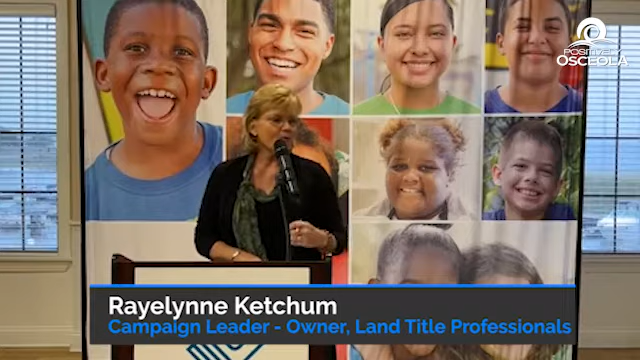 POSITIVELY
OSCEOLA
Rayelynne Ketchum
Campaign Leader - Owner, Land Title Professionals